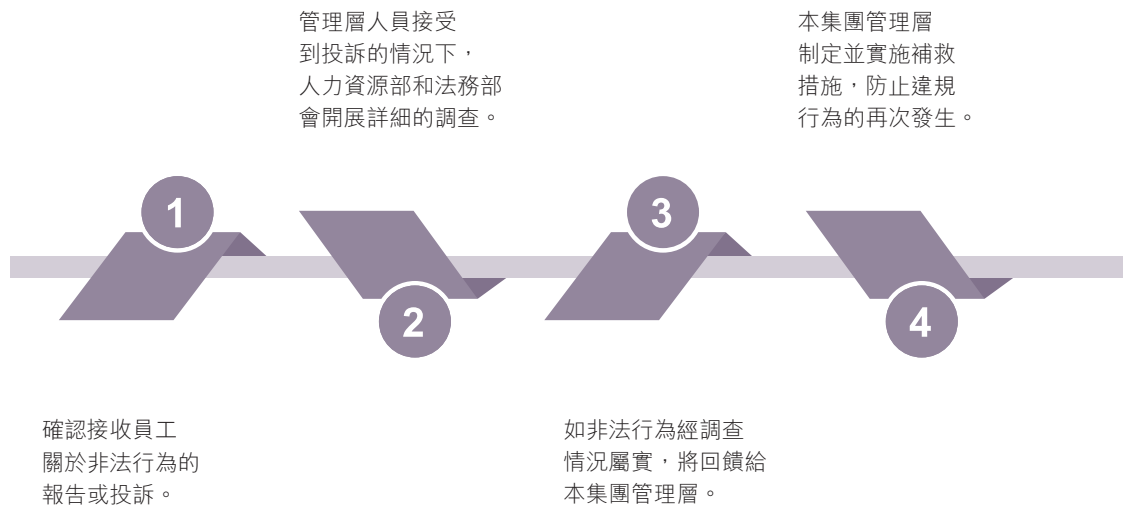 管理層人員接受
到投訴的情況下，
人力資源部和法務部
會開展詳細的調查。
本集團管理層
制定並實施補救
措施，防止違規
行為的再次發生。
1
3
2
4
確認接收員工
關於非法行為的
報告或投訴。
如非法行為經調查
情況屬實，將回饋給
本集團管理層。